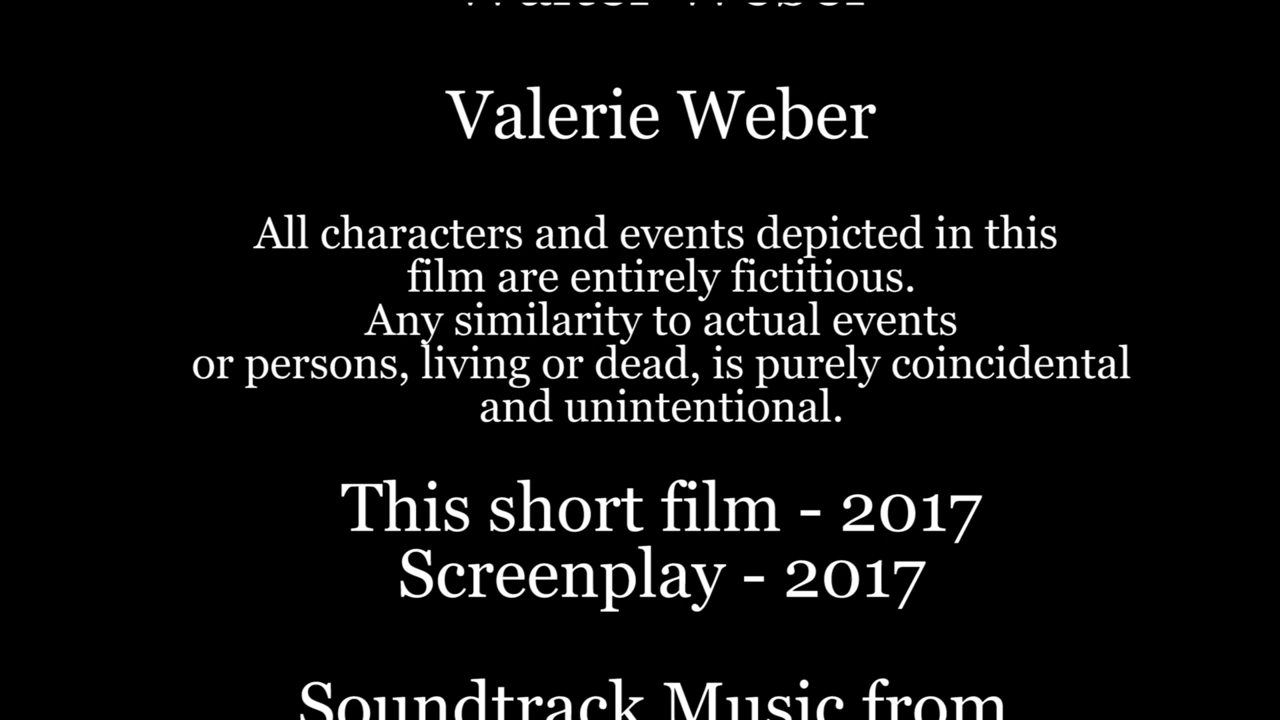 Weber
Valerie Weber
All characters and events depicted in this
film are entirely fictitious.
Any similarity to actual events
or persons, living or dead, is purely coincidental
and unintentional.
This short film - 2017
Screenplay - 2017
Soundtrack Music from